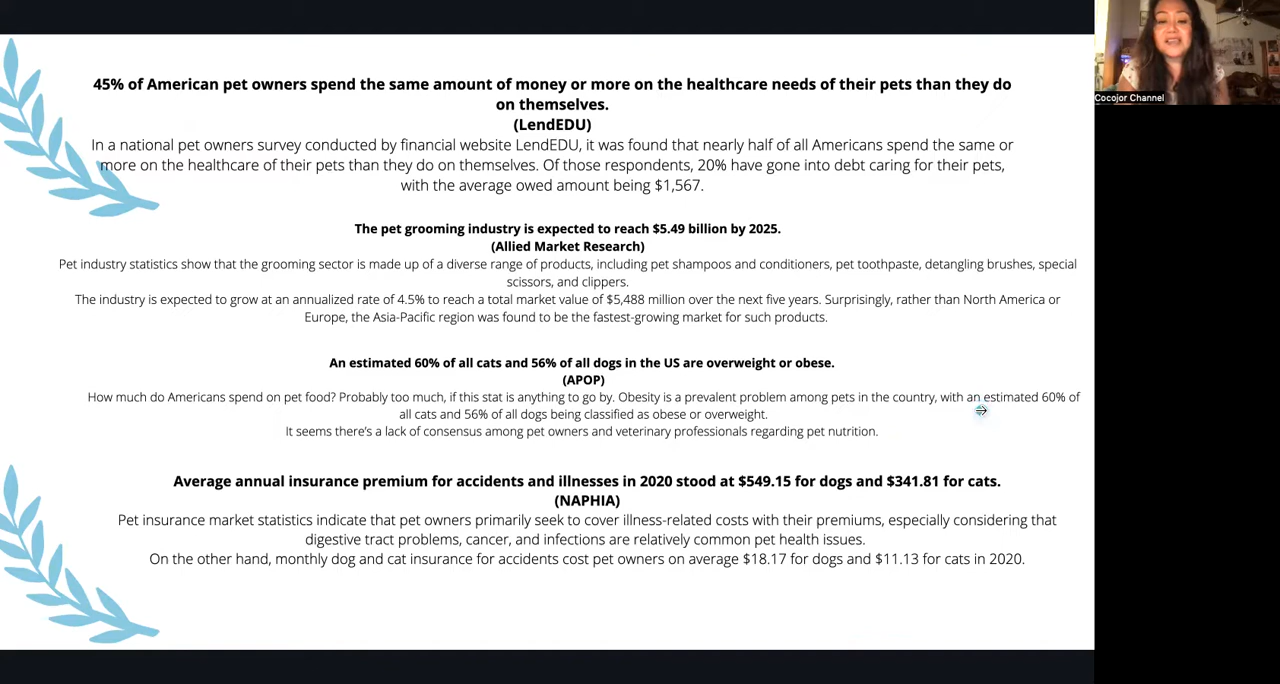 45% of American pet owners spend the same amount of money or more on the healthcare needs of their pets than they do
on themselves.
(LendEDU)
In a national pet owners survey conducted by financial website LendEDU, it was found that nearly half of all Americans spend the same or
more on the healthcare of their pets than they do on themselves. Of those respondents, 20% have gone into debt caring for their pets,
with the average owed amount being $1,567.
The pet grooming industry is expected to reach $5.49 billion by 2025.
(Allied Market Research)
Pet industry statistics show that the grooming sector is made up of a diverse range of products, including pet shampoos and conditioners, pet toothpaste, detangling brushes, special
scissors, and clippers.
The industry is expected to grow at an annualized rate of 4.5% to reach a total market value of $5,488 million over the next five years. Surprisingly, rather than North America or
Europe, the Asia-Pacific region was found to be the fastest-growing market for such products.
An estimated 60% of all cats and 56% of all dogs in the US are overweight or obese.
(APOP)
How much do Americans spend on pet food? Probably too much, if this stat is anything to go by. Obesity is a prevalent problem among pets in the country, with an estimated 60% of
all cats and 56% of all dogs being classified as obese or overweight.
It seems there's a lack of consensus among pet owners and veterinary professionals regarding pet nutrition.
Average annual insurance premium for accidents and illnesses in 2020 stood at $549.15 for dogs and $341.81 for cats.
(NAPHIA)
Pet insurance market statistics indicate that pet owners primarily seek to cover illness-related costs with their premiums, especially considering that
digestive tract problems, cancer, and infections are relatively common pet health issues.
On the other hand, monthly dog and cat insurance for accidents cost pet owners on average $18.17 for dogs and $11.13 for cats in 2020.
Cocojor Channel